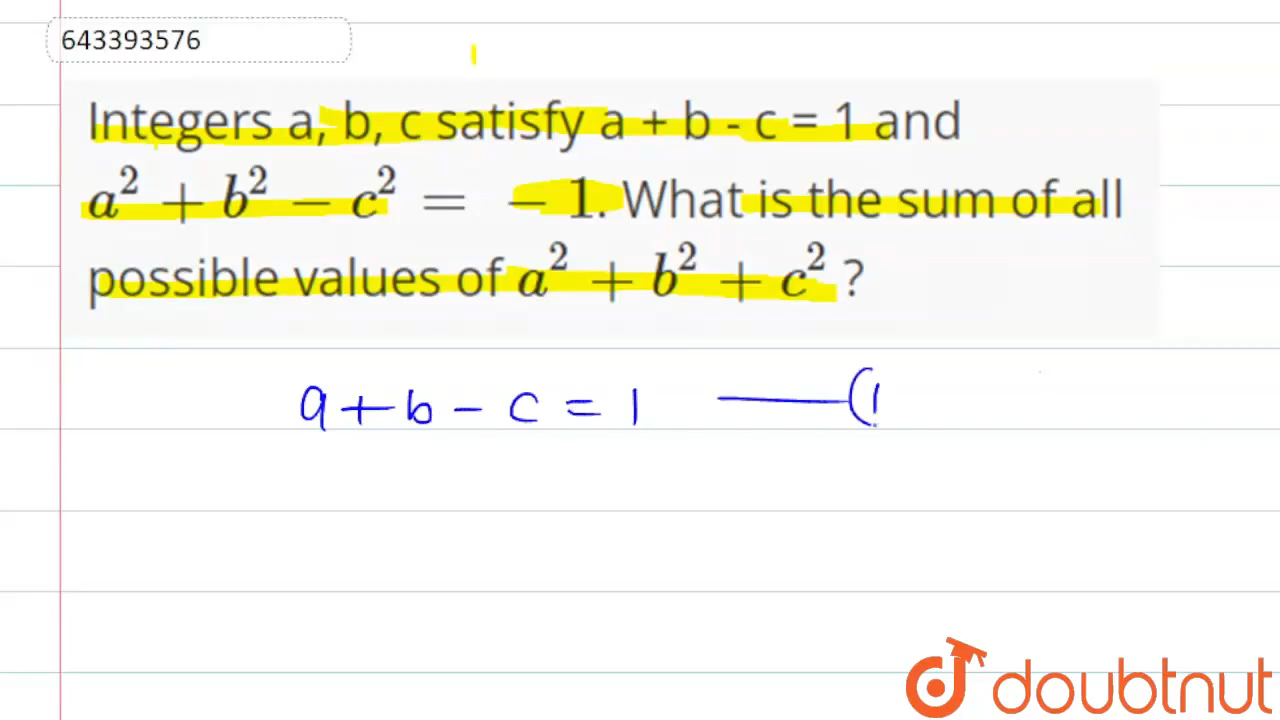 643393576
Integers a, b, c satisfy a + b - c = 1 and
a² + b² − c² = − 1. What is the sum of all
possible values of a² + b² + c² ?
a + b - c = 1 —(1
doubtnut